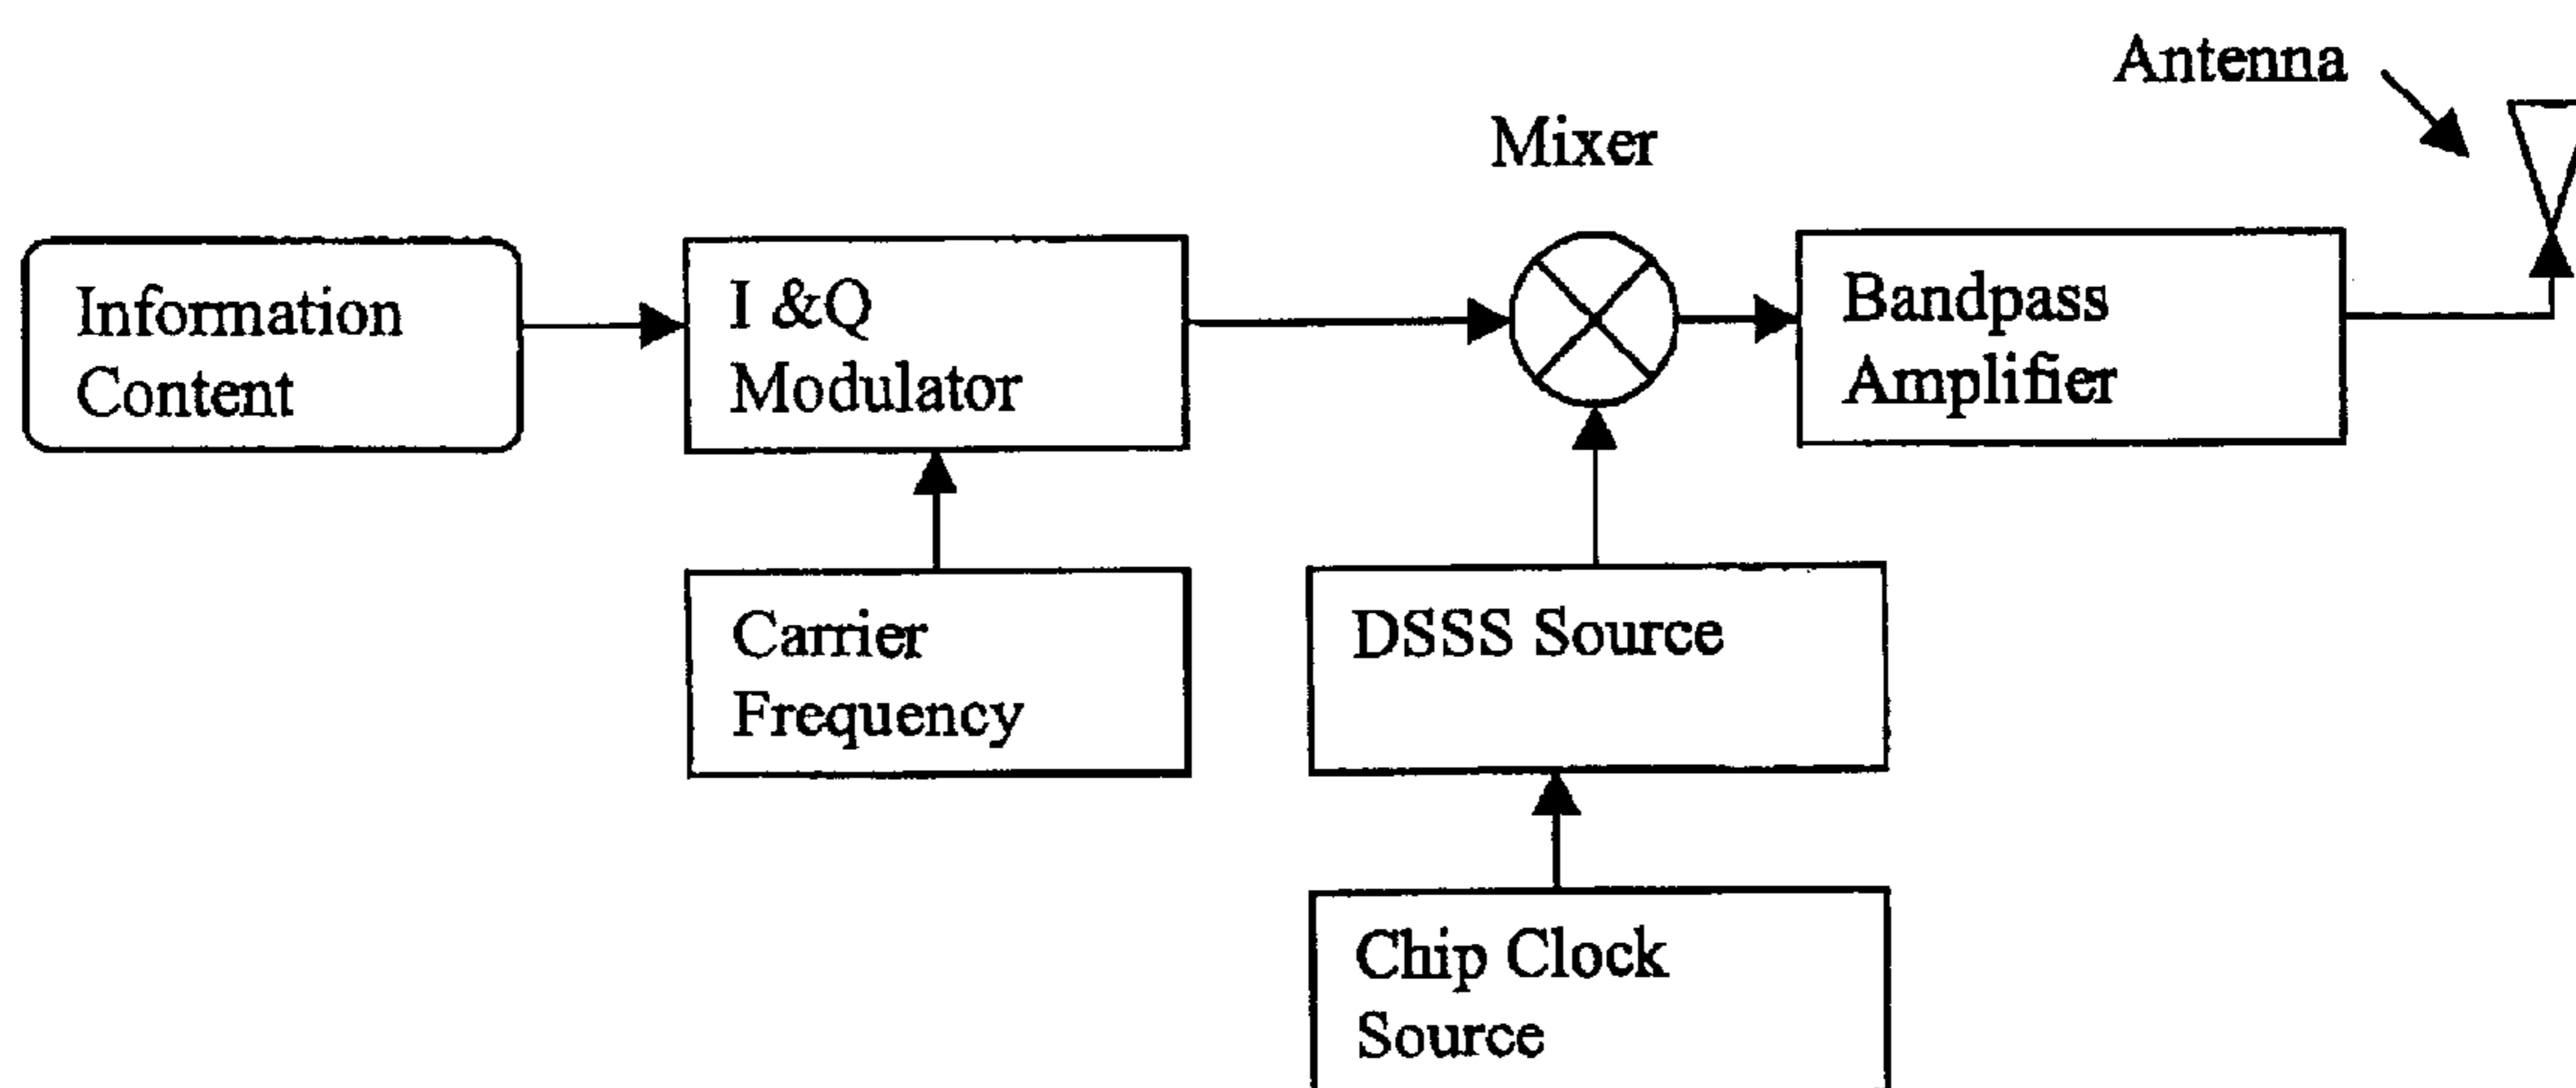 Antenna
Mixer
Information
Content
I &Q
Modulator
Bandpass
Amplifier
Carrier
Frequency
DSSS Source
Chip Clock
Source